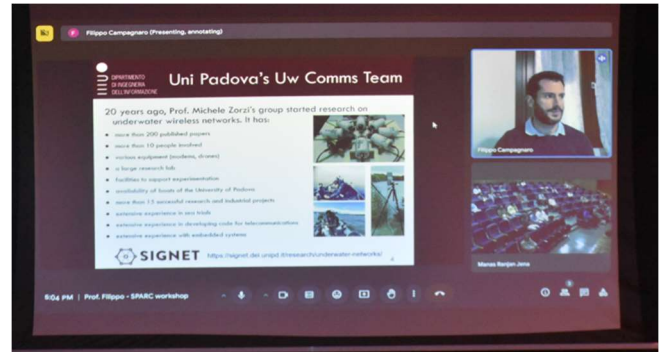 Filippo Campagnaro (Presenting, annotating)
DIPARTIMENTO
DI INGEGNERIA
DELL'INFORMAZIONE
Uni Padova's Uw Comms Team
20 years ago, Prof. Michele Zorzi's group started research on
underwater wireless networks. It has:
more than 200 published papers
more than 10 people involved
various equipment (modems, drones)
a large research lab
facilities to support experimentation
availability of boats of the University of Padova
more than 15 successful research and industrial projects
extensive experience in sea trials
extensive experience in developing code for telecommunications
extensive experience with embedded systems
SIGNET
https://signet.dei.unipd.it/research/underwater-networks/
4
Filippo Campagnaro
Manas Ranjan Jena
6:04 PM | Prof. Filippo - SPARC workshop